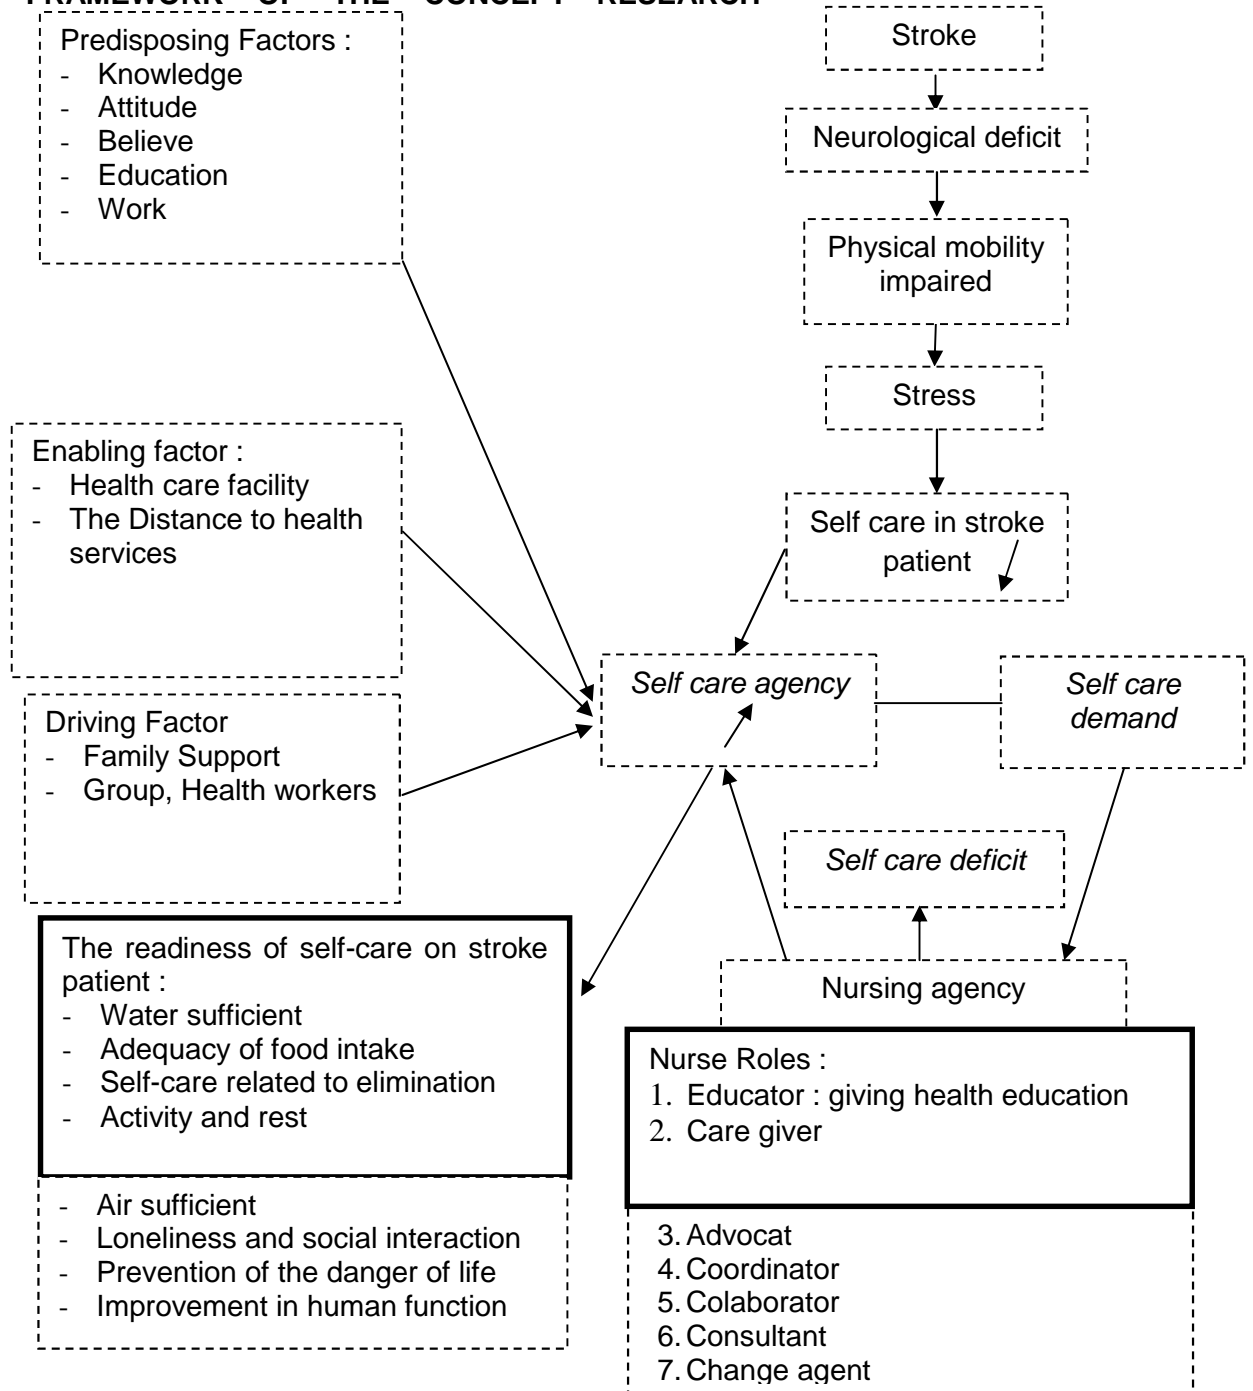 FRAMEWORK OF THE CONCEPT RESEARCH
Predisposing Factors :
- Knowledge
- Attitude
- Believe
- Education
- Work
Stroke
Neurological deficit
Physical mobility
impaired
Stress
Enabling factor :
- Health care facility
- The Distance to health
services
Self care in stroke
patient
Self care agency
Self care
demand
Driving Factor
- Family Support
- Group, Health workers
Self care deficit
The readiness of self-care on stroke
patient :
- Water sufficient
- Adequacy of food intake
- Self-care related to elimination
- Activity and rest
- Air sufficient
- Loneliness and social interaction
- Prevention of the danger of life
- Improvement in human function
Nursing agency
Nurse Roles :
1. Educator : giving health education
2. Care giver
3. Advocat
4. Coordinator
5. Colaborator
6. Consultant
7. Change agent